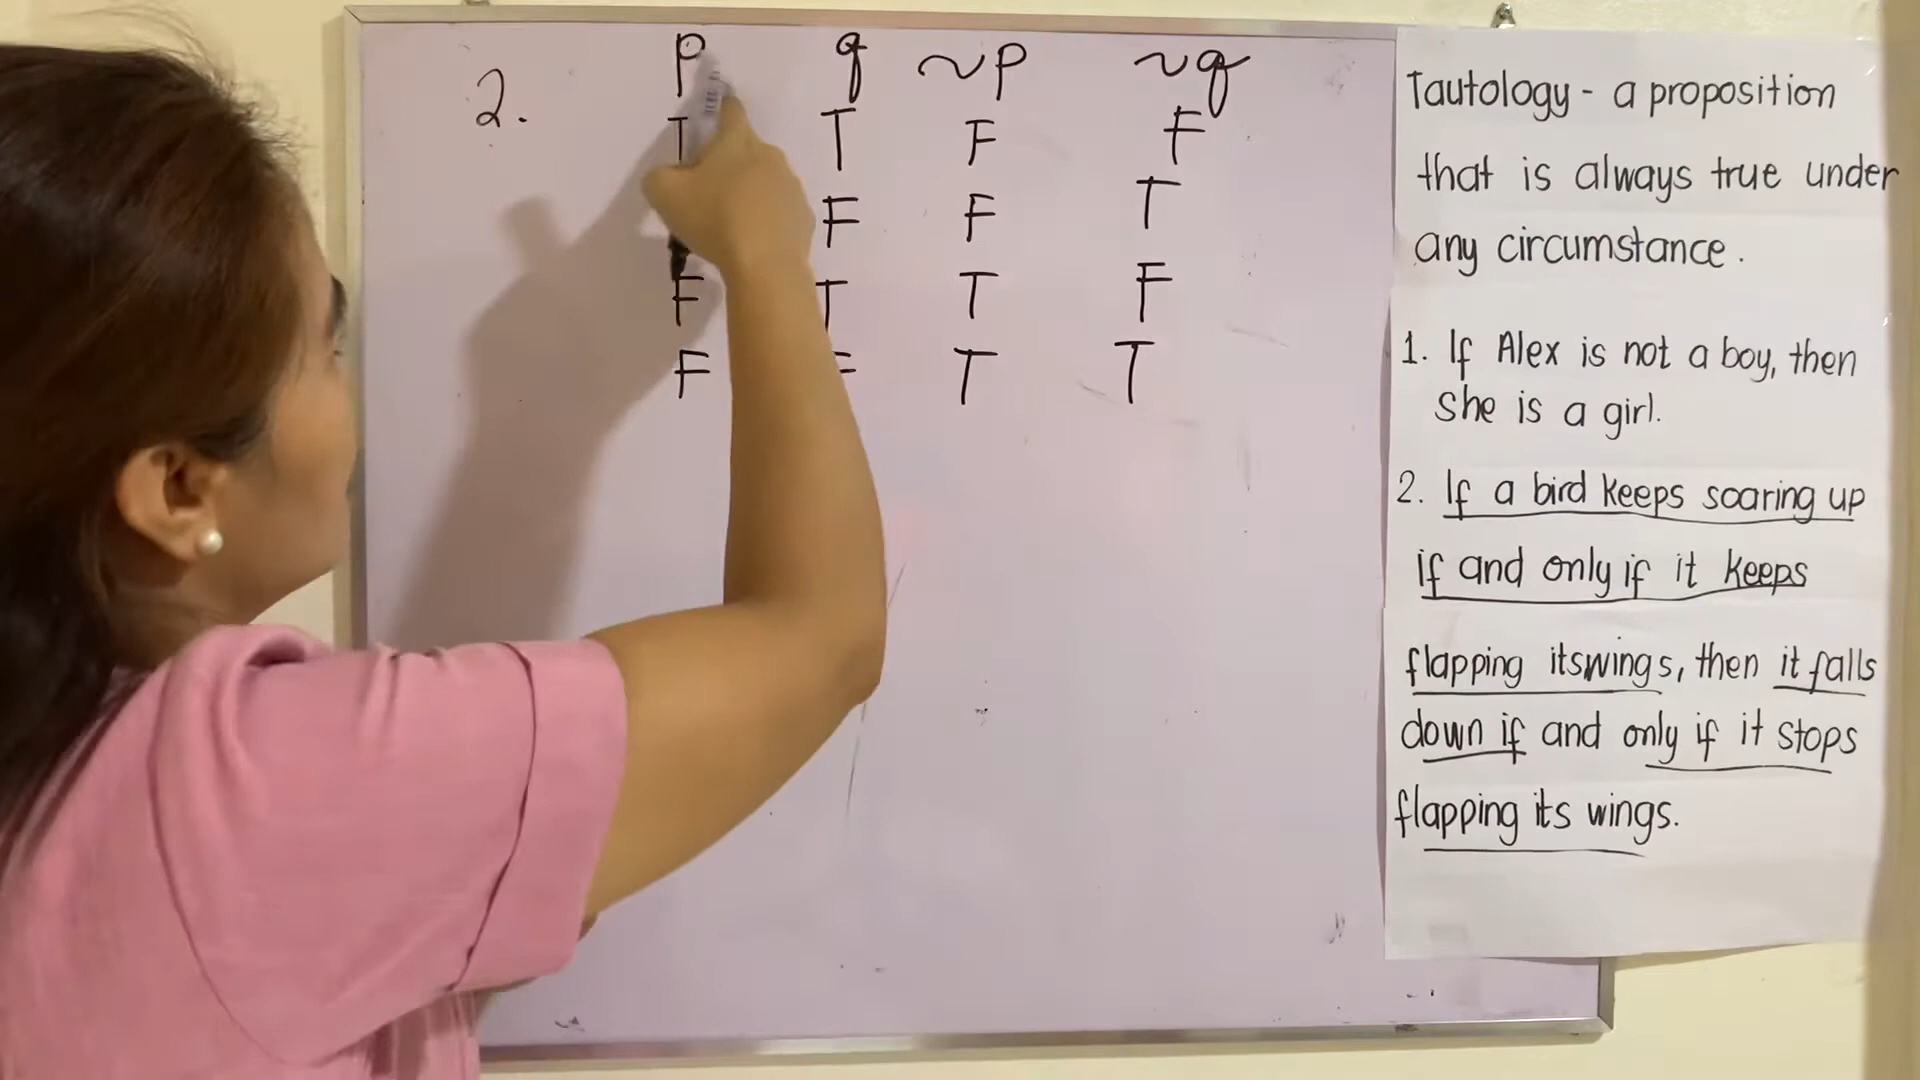 2. p q ~p ~q
T T F F
F F T
F T T F
F F T T
Tautology - a proposition
that is always true under
any circumstance.
1. If Alex is not a boy, then
she is a girl.
2. If a bird keeps soaring up
if and only if it keeps
flapping its wings, then it falls
down if and only if it stops
flapping its wings.